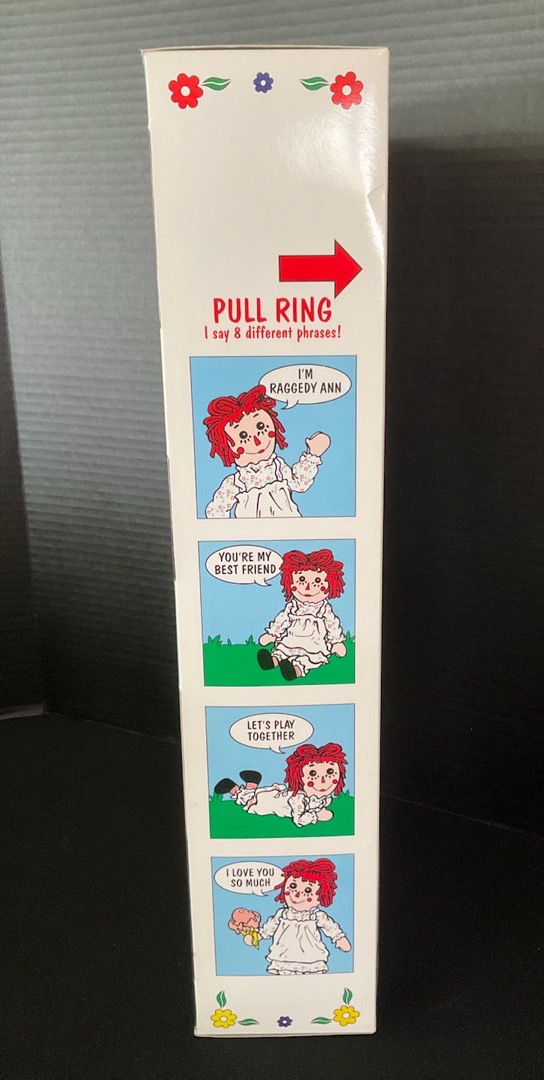 PULL RING
I say 8 different phrases!
I'M
RAGGEDY ANN
YOU'RE MY
BEST FRIEND
LET'S PLAY
TOGETHER
I LOVE YOU
SO MUCH